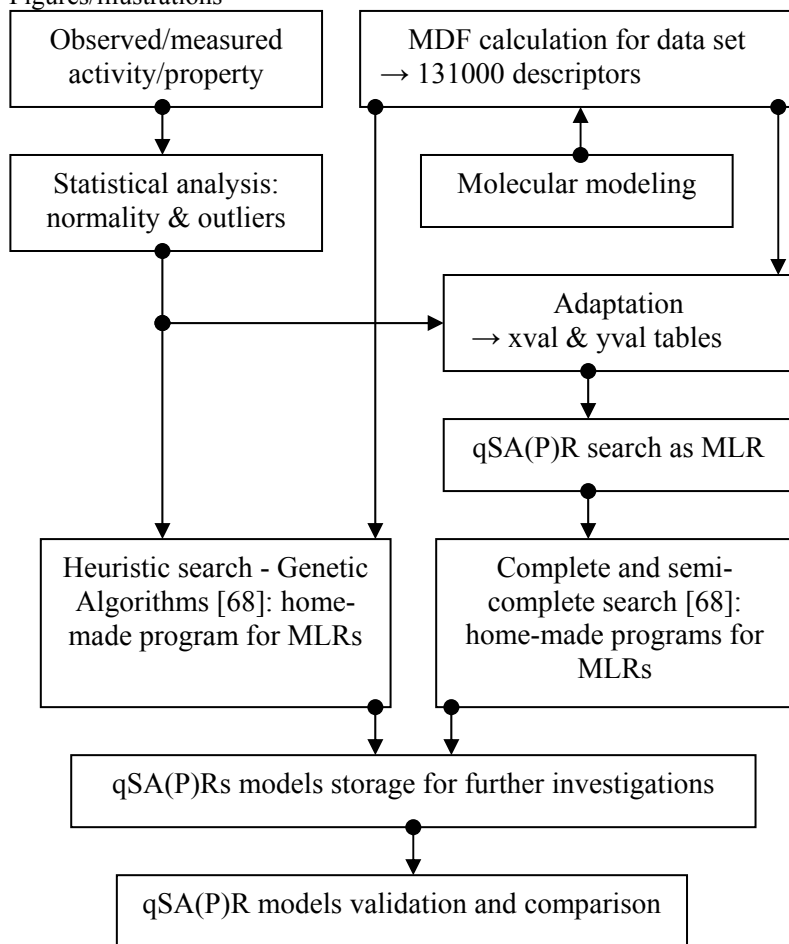 Figures/illustrations
Observed/measured
activity/property
MDF calculation for data set
→ 131000 descriptors
Statistical analysis:
normality & outliers
Molecular modeling
Adaptation
→ xval & yval tables
qSA(P)R search as MLR
Heuristic search - Genetic
Algorithms [68]: home-
made program for MLRs
Complete and semi-
complete search [68]:
home-made programs for
MLRs
qSA(P)Rs models storage for further investigations
qSA(P)R models validation and comparison